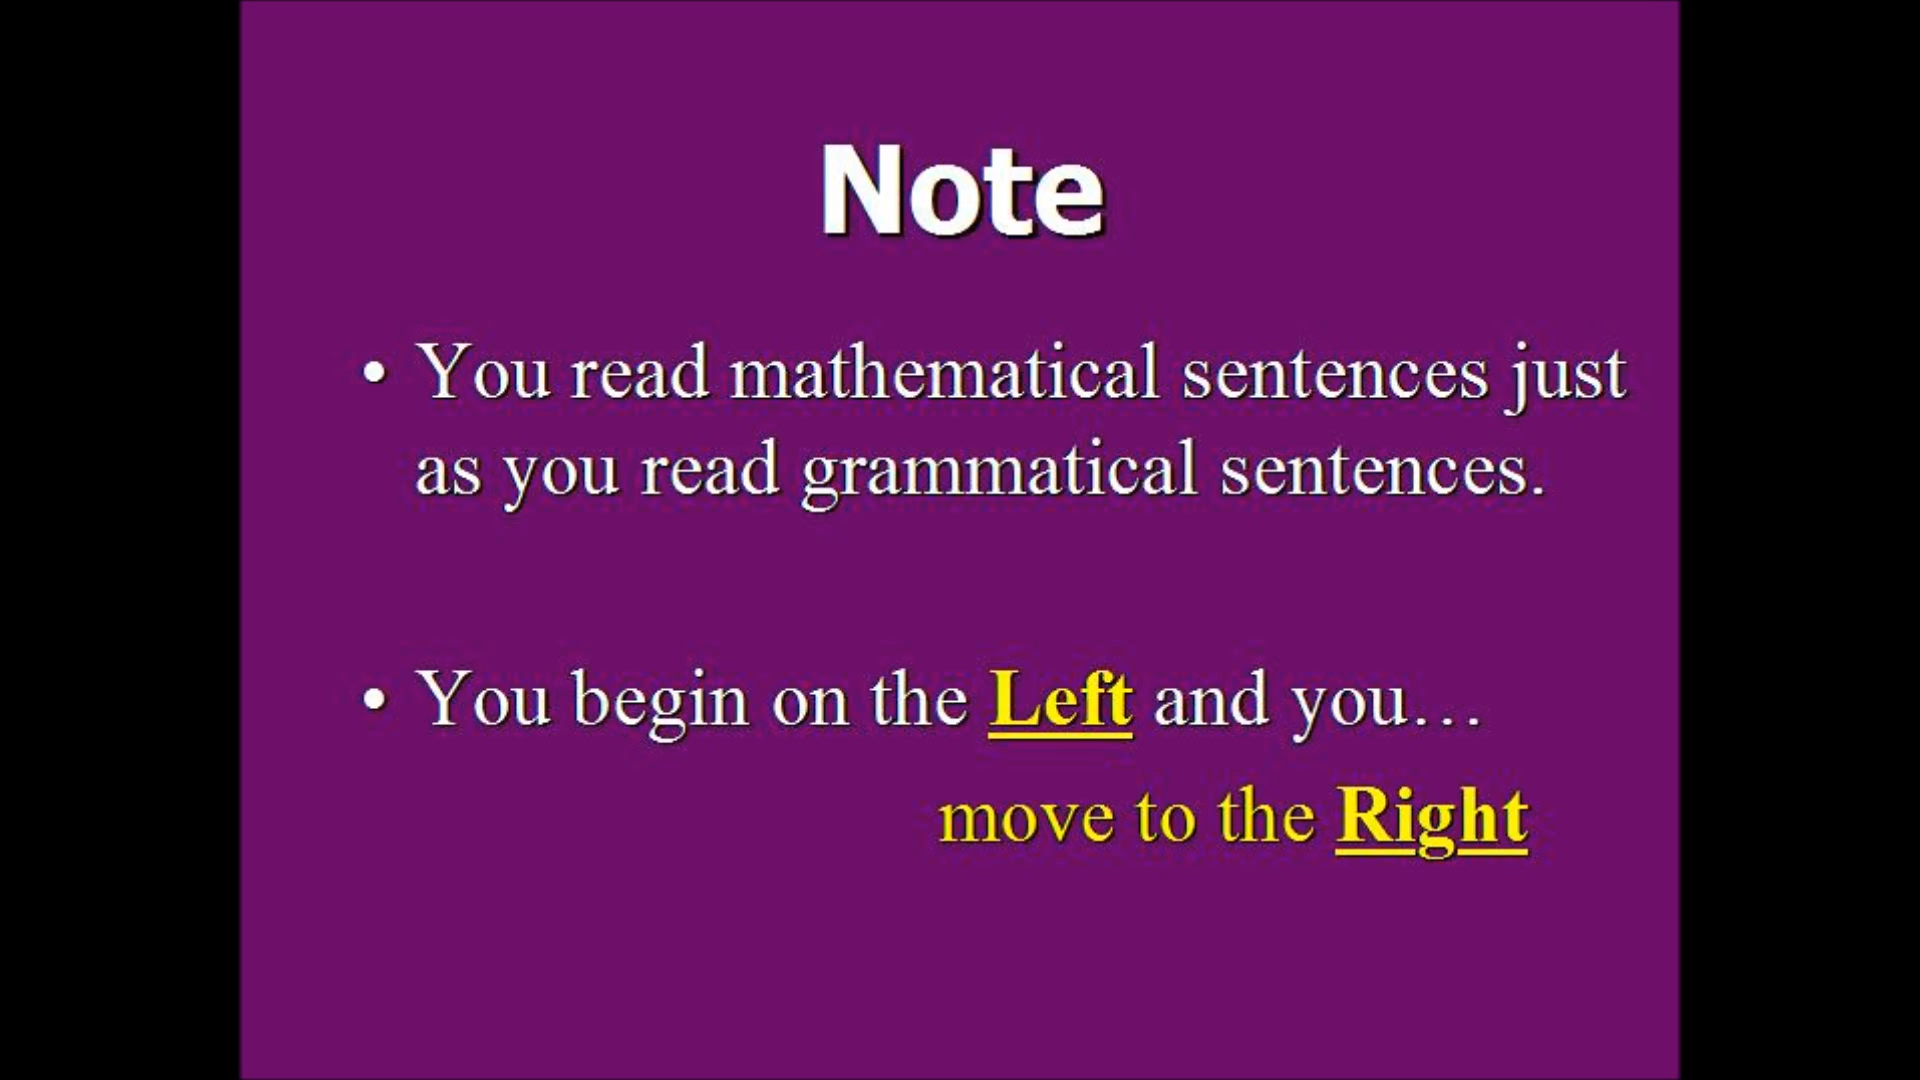 Note
• You read mathematical sentences just
as you read grammatical sentences.
• You begin on the Left and you…
move to the Right